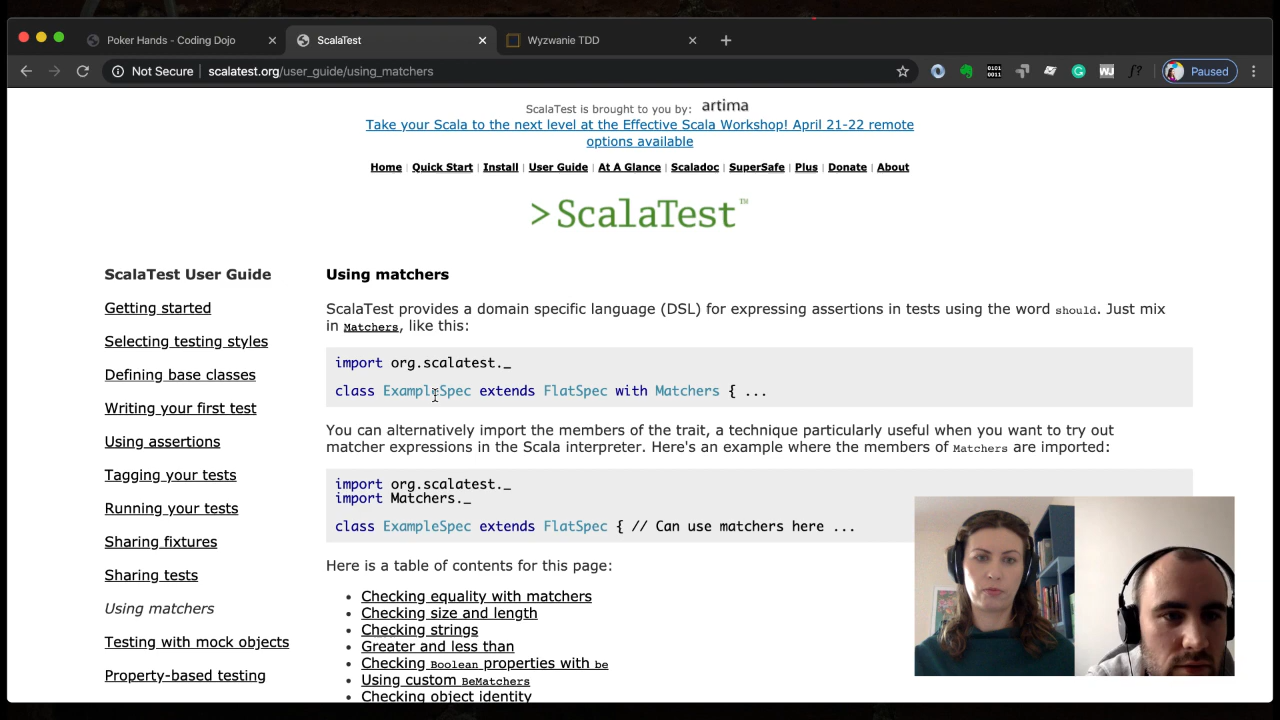 Poker Hands - Coding Dojo
ScalaTest
Wyzwanie TDD
Not Secure
scalatest.org/user_guide/using_matchers
0101
0011
WJ
f?
Paused
ScalaTest is brought to you by: artima
Take your Scala to the next level at the Effective Scala Workshop! April 21-22 remote
options available
Home | Quick Start | Install | User Guide | At A Glance | Scaladoc | SuperSafe | Plus | Donate | About
>ScalaTest™
ScalaTest User Guide
Getting started
Selecting testing styles
Defining base classes
Writing your first test
Using assertions
Tagging your tests
Running your tests
Sharing fixtures
Sharing tests
Using matchers
Testing with mock objects
Property-based testing
Using matchers
ScalaTest provides a domain specific language (DSL) for expressing assertions in tests using the word should. Just mix
in Matchers, like this:
import org.scalatest._
class ExampleSpec extends FlatSpec with Matchers { ...
You can alternatively import the members of the trait, a technique particularly useful when you want to try out
matcher expressions in the Scala interpreter. Here's an example where the members of Matchers are imported:
import org.scalatest._
import Matchers._
class ExampleSpec extends FlatSpec { // Can use matchers here ...
Here is a table of contents for this page:
• Checking equality with matchers
• Checking size and length
• Checking strings
• Greater and less than
• Checking Boolean properties with be
• Using custom BeMatchers
• Checking object identity